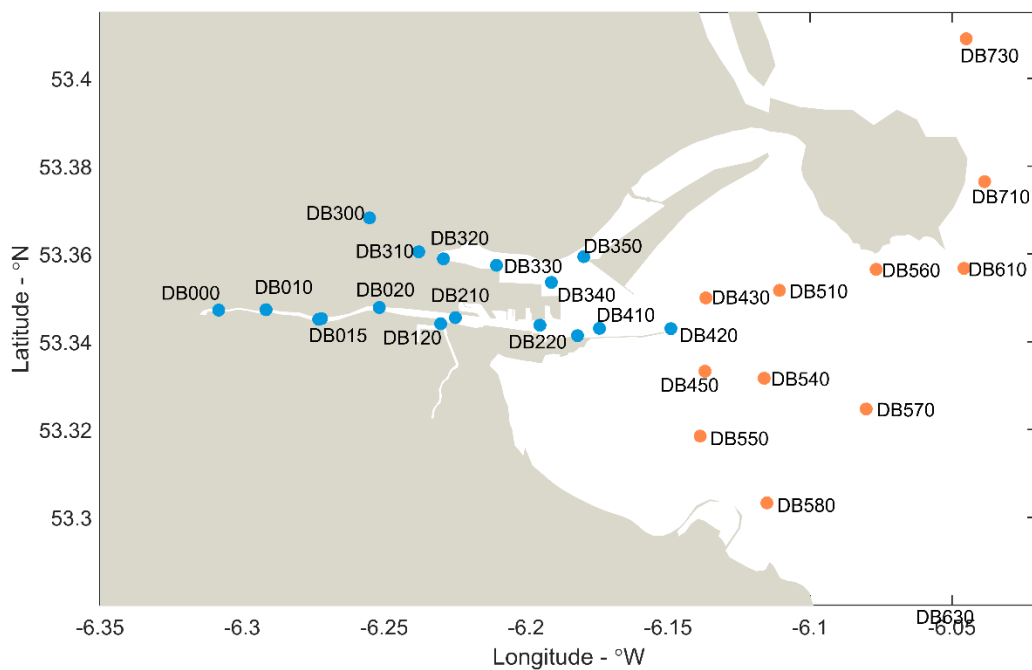 53.4
53.38
53.36
53.34
53.32
53.3
Latitude - °N
-6.35
-6.3
-6.25
-6.2
-6.15
-6.1
-6.05
Longitude - °W
DB730
DB710
DB300
DB310
DB320
DB330
DB350
DB340
DB560
DB610
DB000
DB010
DB020
DB210
DB410
DB430
DB510
DB015
DB120
DB220
DB420
DB450
DB540
DB570
DB550
DB580
DB630